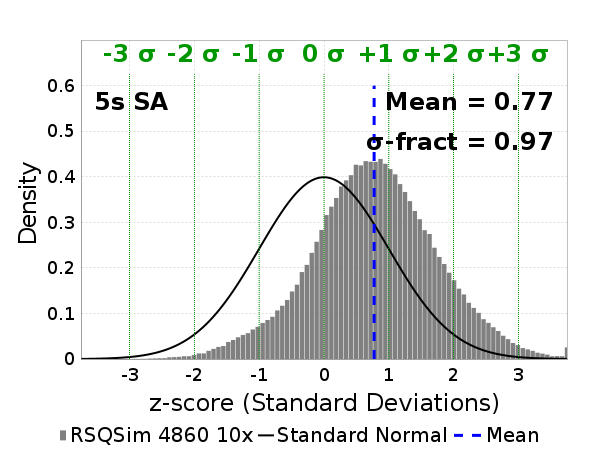 -3 σ -2 σ -1 σ 0 σ +1 σ +2 σ +3 σ
0.6
5s SA
Mean = 0.77
0.5
σ-fract = 0.97
0.4
0.3
0.2
0.1
0
Density
-3 -2 -1 0 1 2 3
z-score (Standard Deviations)
RSQSim 4860 10x Standard Normal Mean